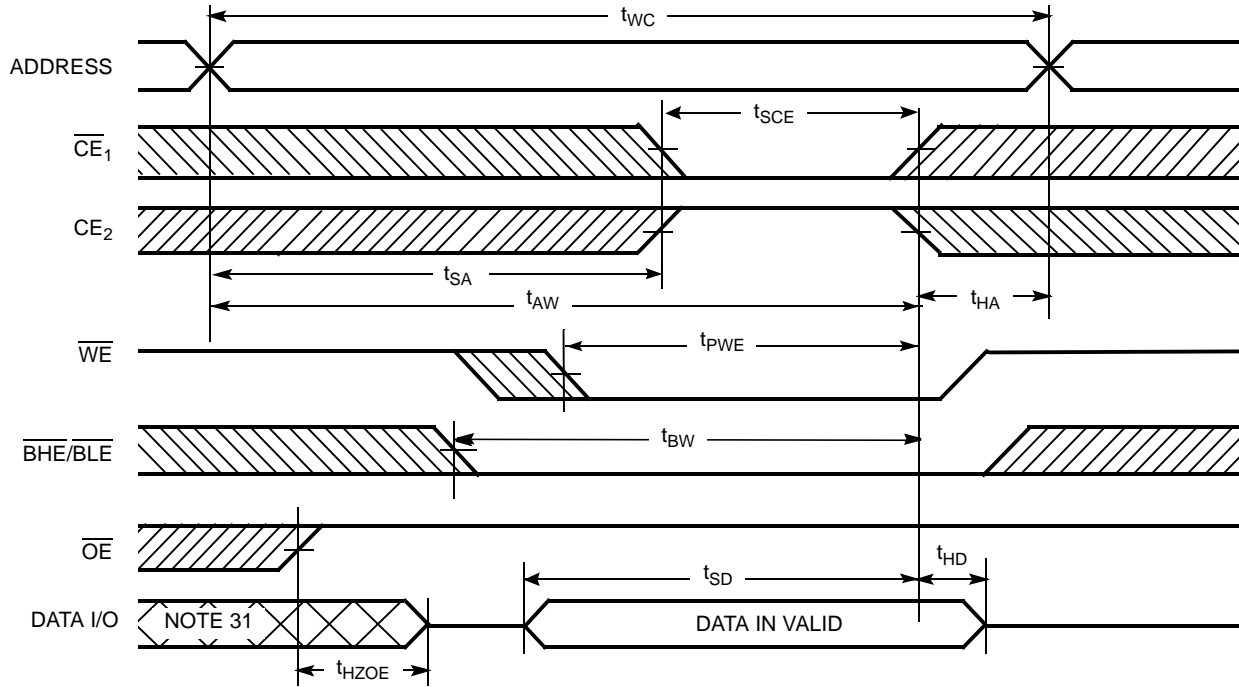 tWC
ADDRESS
tSCE
CE1
CE2
tSA
tAW
tHA
WE
tPWE
BHE/BLE
tBW
OE
tHD
tSD
DATA I/O
NOTE 31
DATA IN VALID
tHZOE